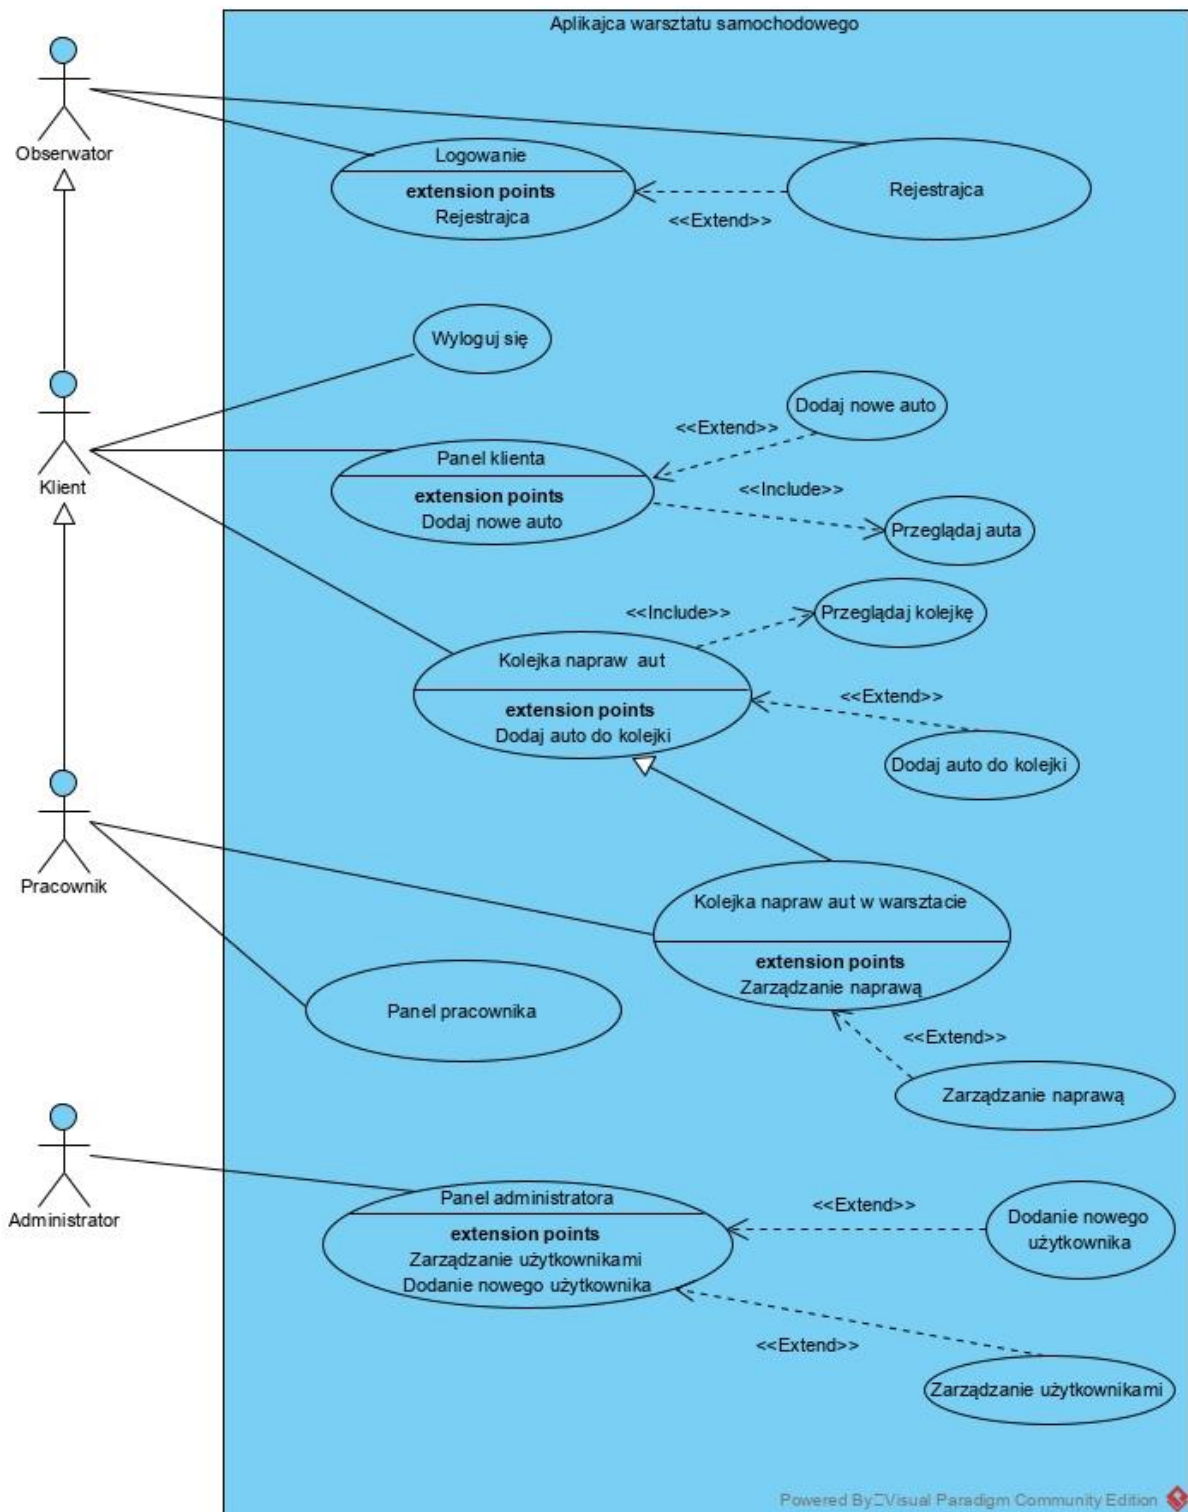 Aplikajca warsztatu samochodowego
Obserwator
Logowanie
extension points
Rejestrajca
<<Extend>>
Rejestrajca
Wyloguj się
Klient
Dodaj nowe auto
<<Extend>>
Panel klienta
extension points
Dodaj nowe auto
<<Include>>
Przeglądaj auta
<<Include>>
Przeglądaj kolejkę
Kolejka napraw aut
extension points
Dodaj auto do kolejki
<<Extend>>
Dodaj auto do kolejki
Pracownik
Kolejka napraw aut w warsztacie
extension points
Zarządzanie naprawą
Panel pracownika
<<Extend>>
Zarządzanie naprawą
Administrator
Panel administratora
extension points
Zarządzanie użytkownikami
Dodanie nowego użytkownika
<<Extend>>
Dodanie nowego
użytkownika
<<Extend>>
Zarządzanie użytkownikami
Powered By Visual Paradigm Community Edition